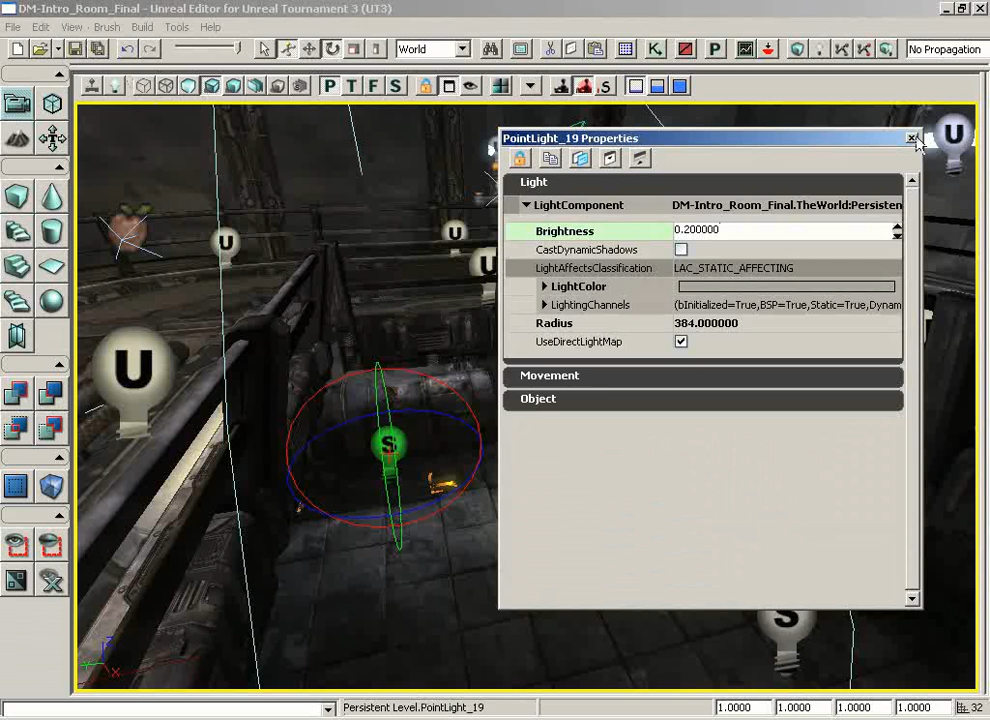 DM-Intro_Room_Final - Unreal Editor for Unreal Tournament 3 (UT3)
File Edit View Brush Build Tools Help
World
K
P
No Propagation
P T F S
S
PointLight_19 Properties
Light
LightComponent DM-Intro_Room_Final.TheWorld:Persisten
Brightness 0.200000
CastDynamicShadows
LightAffectsClassification LAC_STATIC_AFFECTING
LightColor
LightingChannels (bInitialized=True,BSP=True,Static=True,Dynam
Radius 384.000000
UseDirectLightMap
Movement
Object
U
U
U
U
U
S
S
Z
Y
X
Persistent Level.PointLight_19
1.0000 1.0000 1.0000 1.0000 32